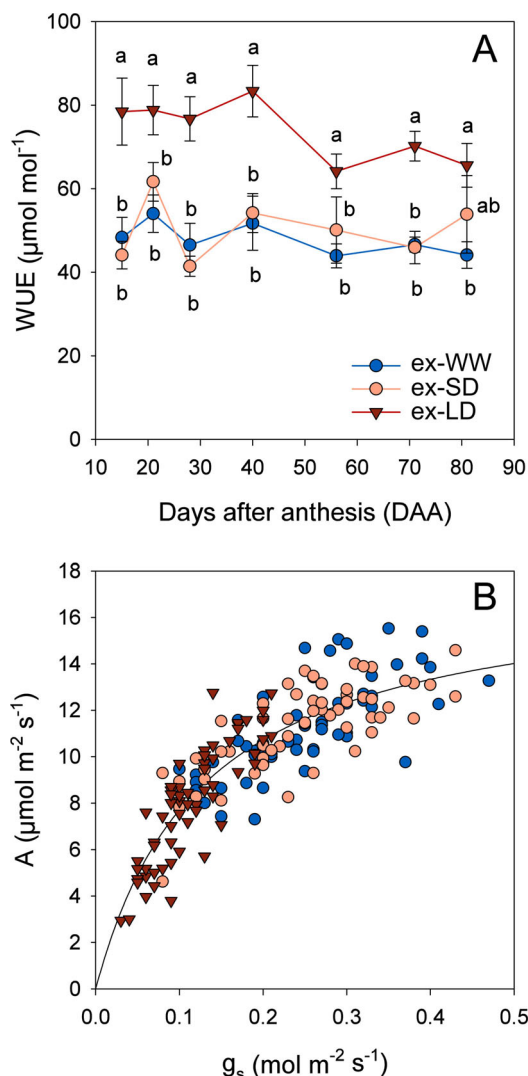 100
A
a a a a a a a
80
b b b b ab
60
WUE (µmol mol⁻¹)
b b b b b b b
40
ex-WW
20
ex-SD
ex-LD
0
10 20 30 40 50 60 70 80 90
Days after anthesis (DAA)
18
B
16
14
12
10
A (µmol m⁻² s⁻¹)
8
6
4
2
0
0.0 0.1 0.2 0.3 0.4 0.5
gₛ (mol m⁻² s⁻¹)